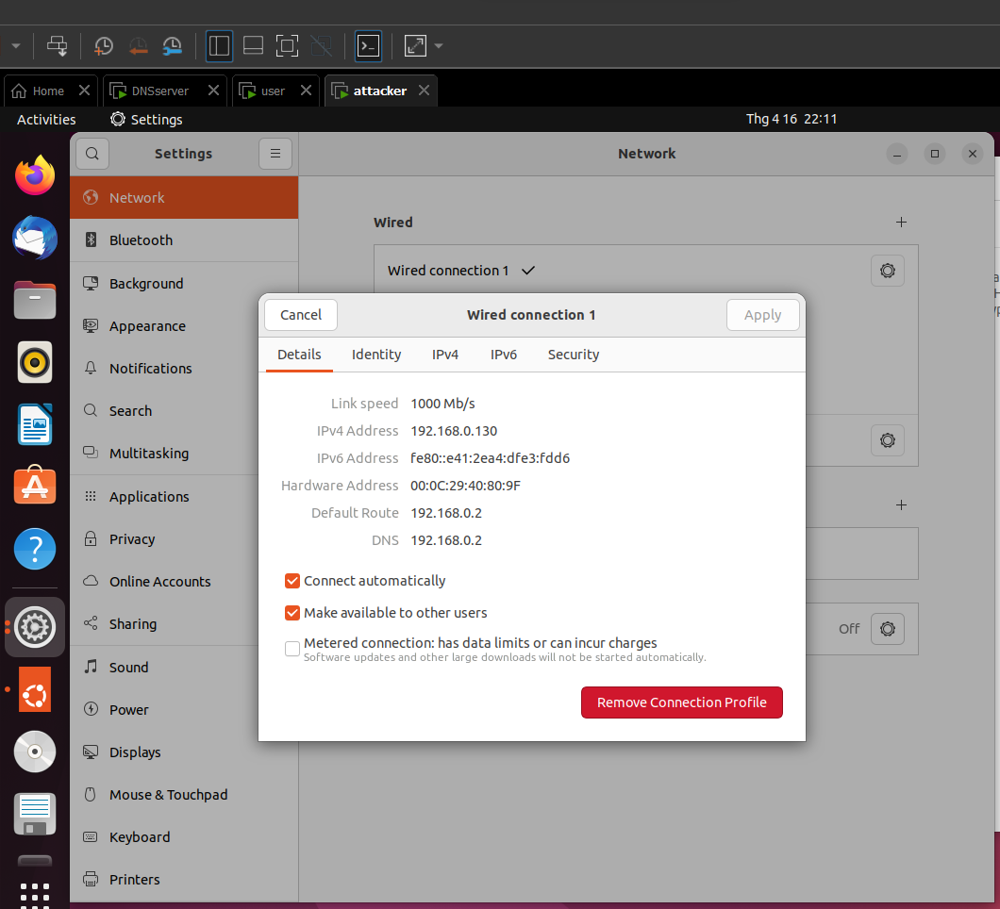 Home
DNSserver
user
attacker
Activities
Settings
Thg 4 16 22:11
Settings
Network
Network
Bluetooth
Background
Appearance
Notifications
Search
Multitasking
Applications
Privacy
Online Accounts
Sharing
Sound
Power
Displays
Mouse & Touchpad
Keyboard
Printers
Wired
Wired connection 1
Cancel
Wired connection 1
Apply
Details
Identity
IPv4
IPv6
Security
Link speed 1000 Mb/s
IPv4 Address 192.168.0.130
IPv6 Address fe80::e41:2ea4:dfe3:fdd6
Hardware Address 00:0C:29:40:80:9F
Default Route 192.168.0.2
DNS 192.168.0.2
Connect automatically
Make available to other users
Metered connection: has data limits or can incur charges
Software updates and other large downloads will not be started automatically.
Remove Connection Profile
Off